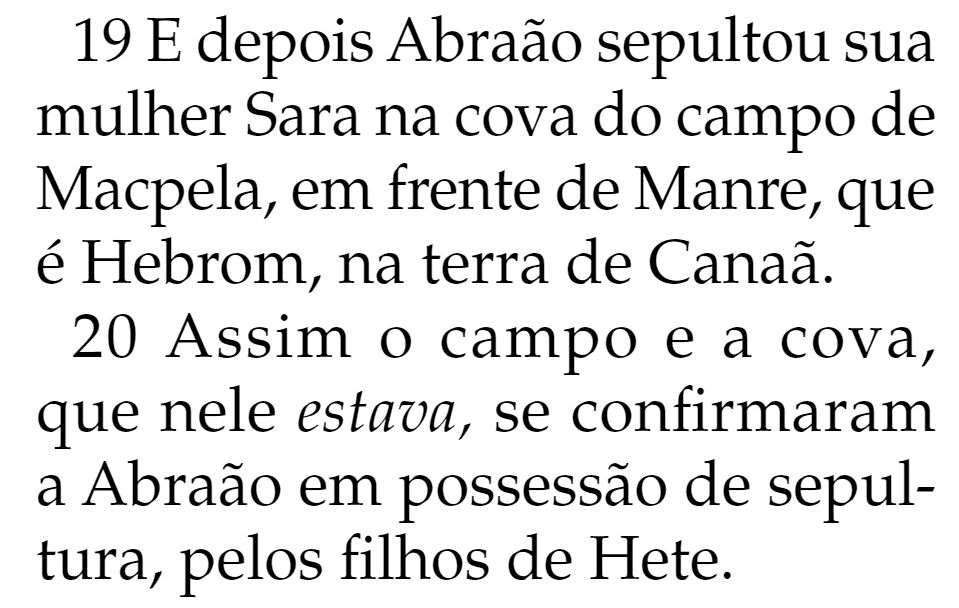 19 E depois Abraão sepultou sua
mulher Sara na cova do campo de
Macpela, em frente de Manre, que
é Hebrom, na terra de Canaã.
20 Assim o campo e a cova,
que nele estava, se confirmaram
a Abraão em possessão de sepul-
tura, pelos filhos de Hete.